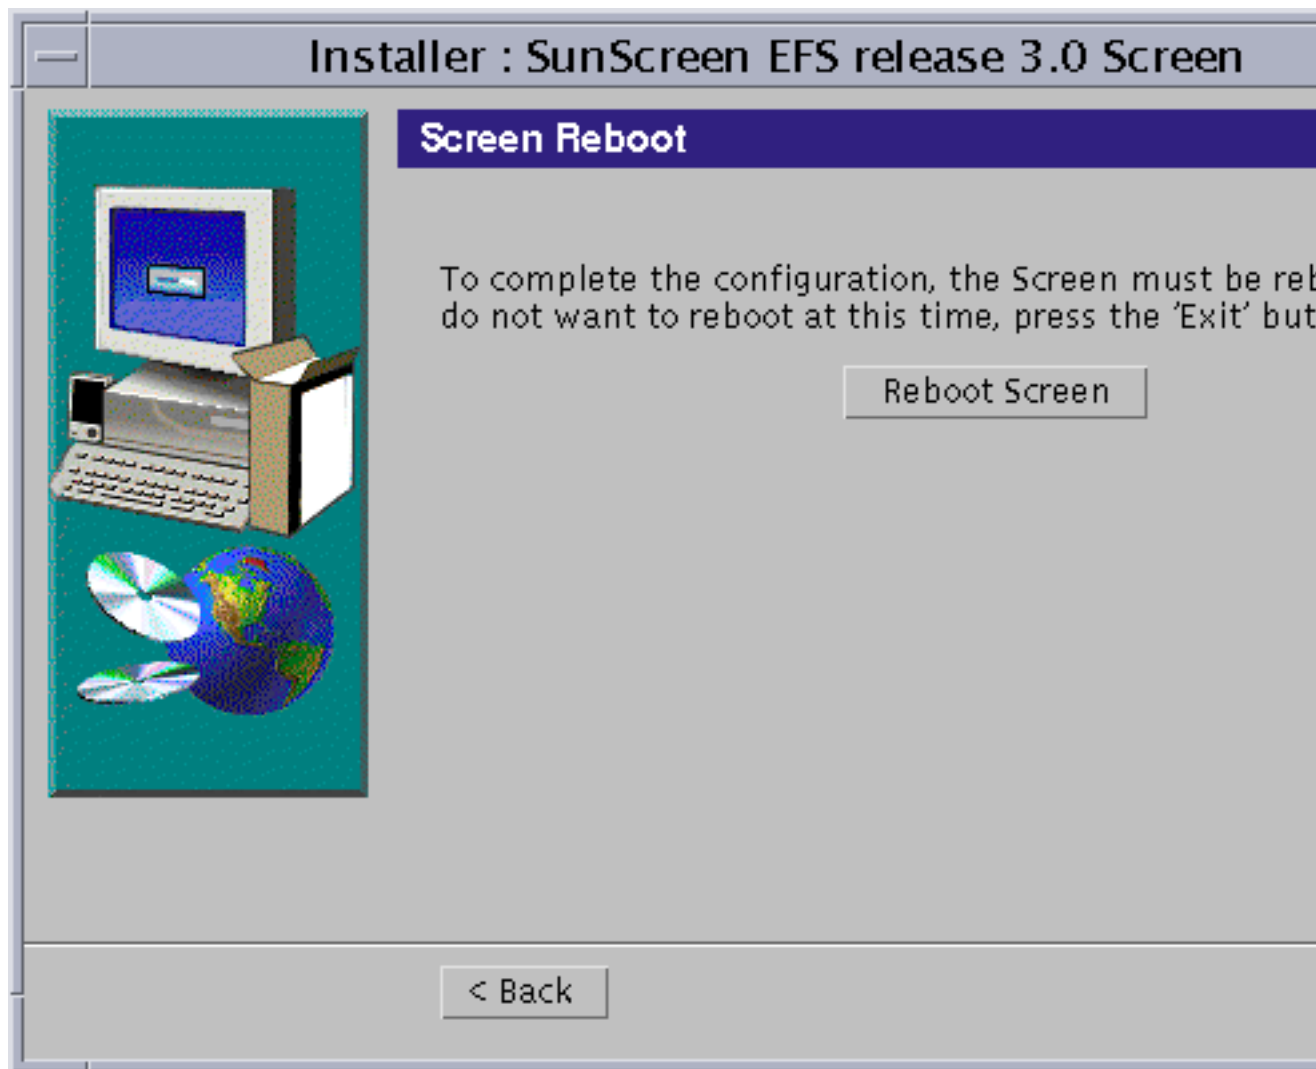 Installer : SunScreen EFS release 3.0 Screen
Screen Reboot
To complete the configuration, the Screen must be
do not want to reboot at this time, press the 'Exit'
Reboot Screen
< Back